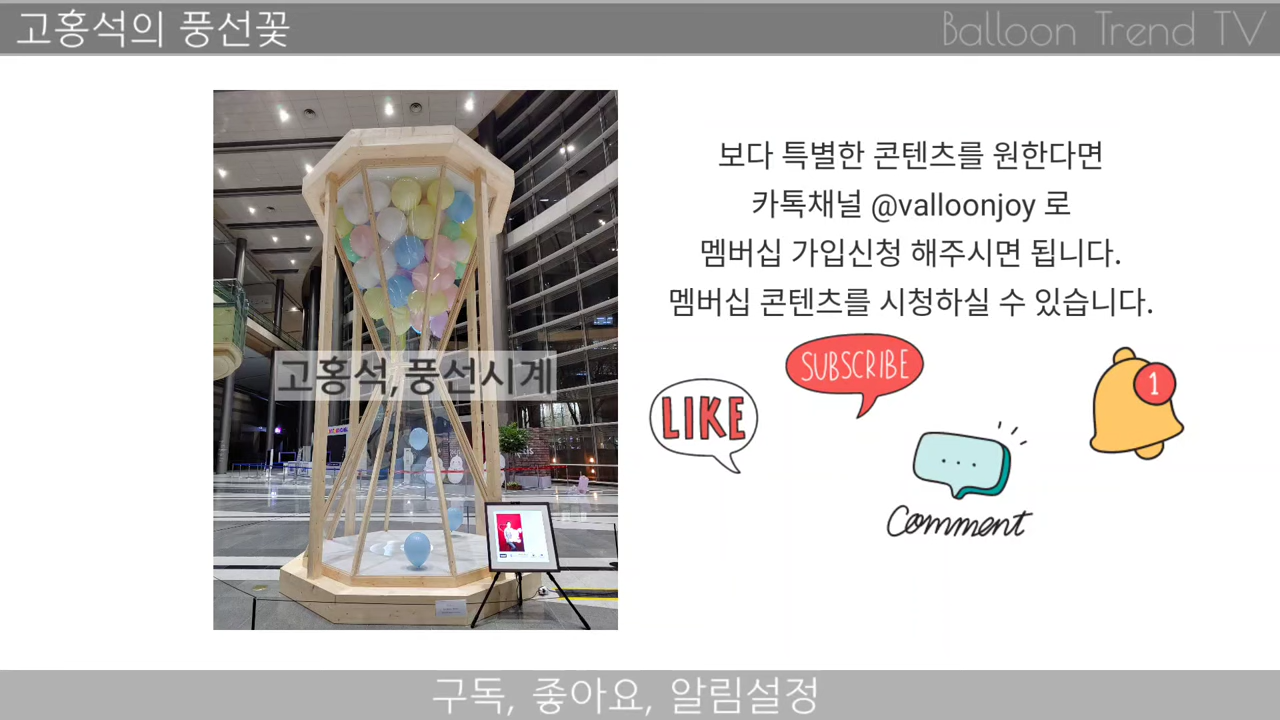 고홍석의 풍선꽃
Balloon Trend TV
보다 특별한 콘텐츠를 원한다면
카톡채널 @valloonjoy 로
멤버십 가입신청 해주시면 됩니다.
멤버십 콘텐츠를 시청하실 수 있습니다.
고홍석,풍선시계
LIKE
SUBSCRIBE
1
Comment
구독, 좋아요, 알림설정